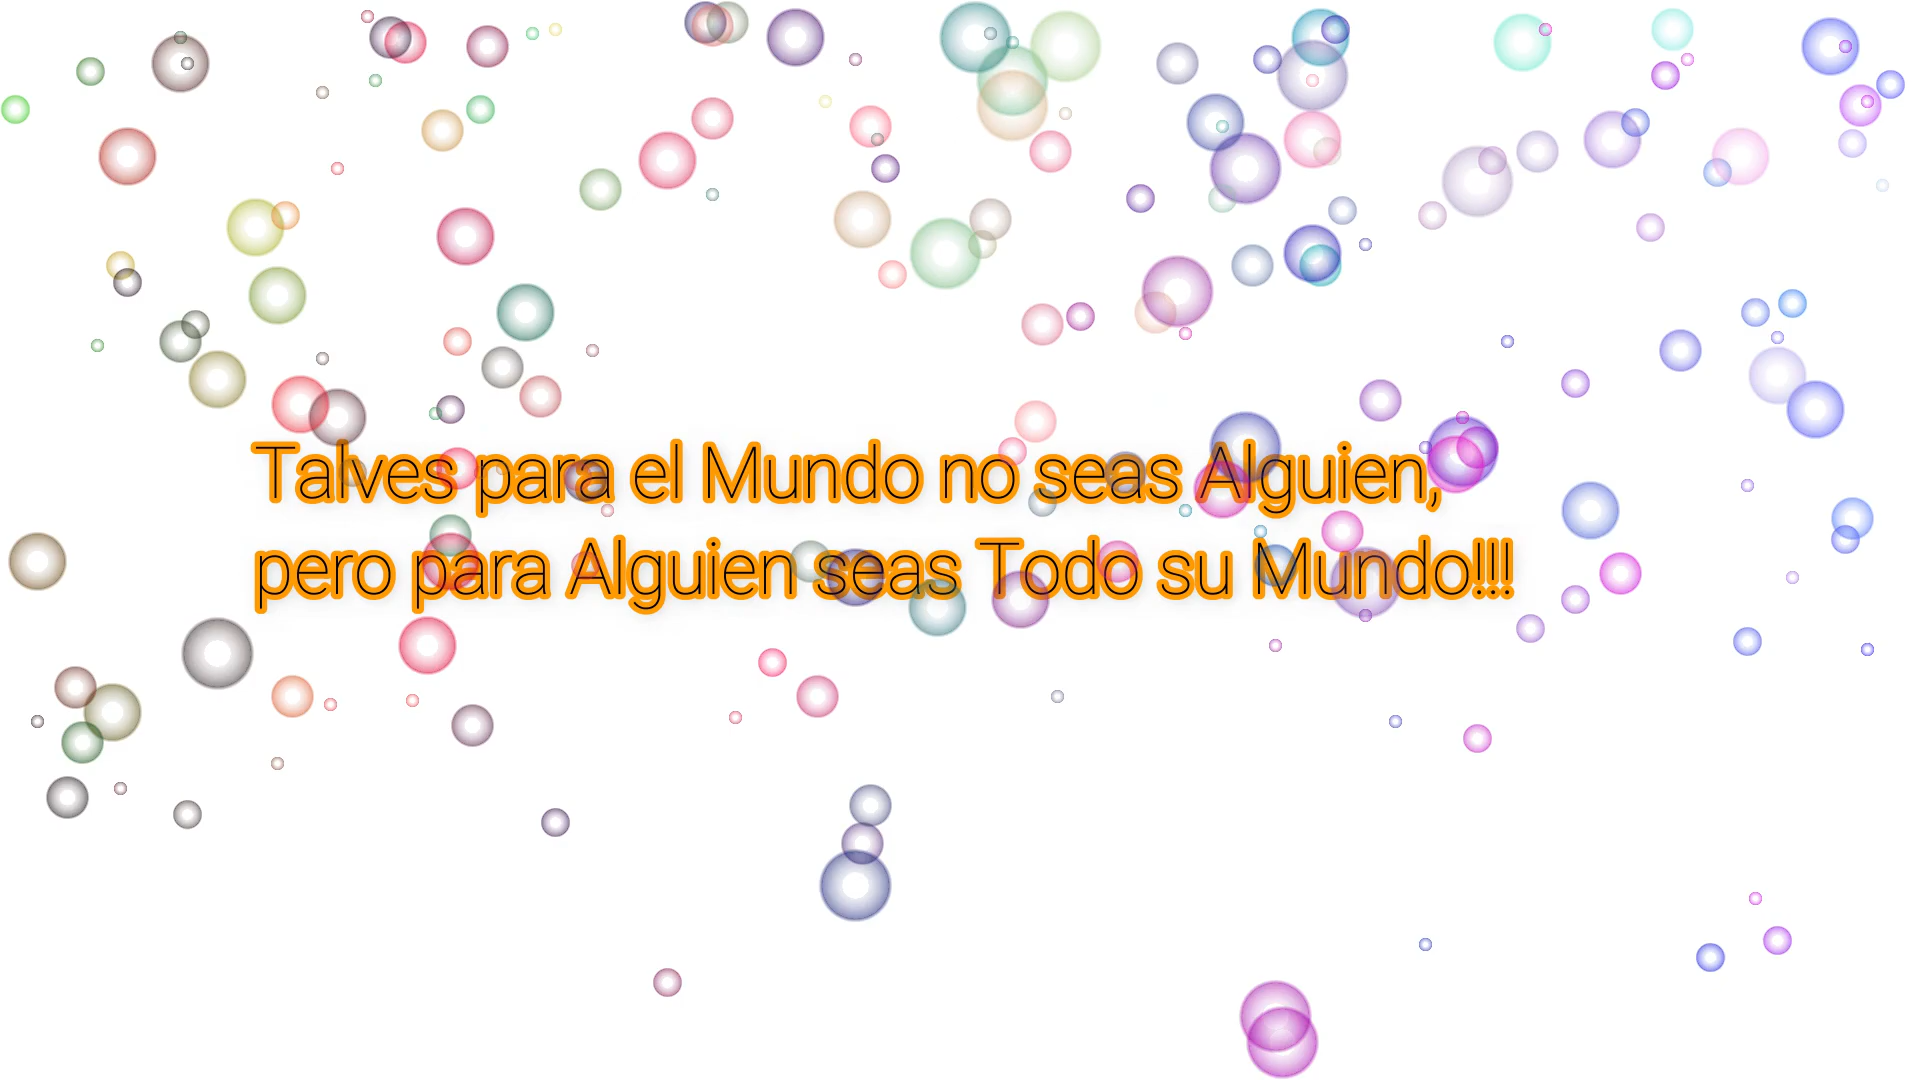 Talves para el Mundo no seas Alguien,
pero para Alguien seas Todo su Mundo!!!